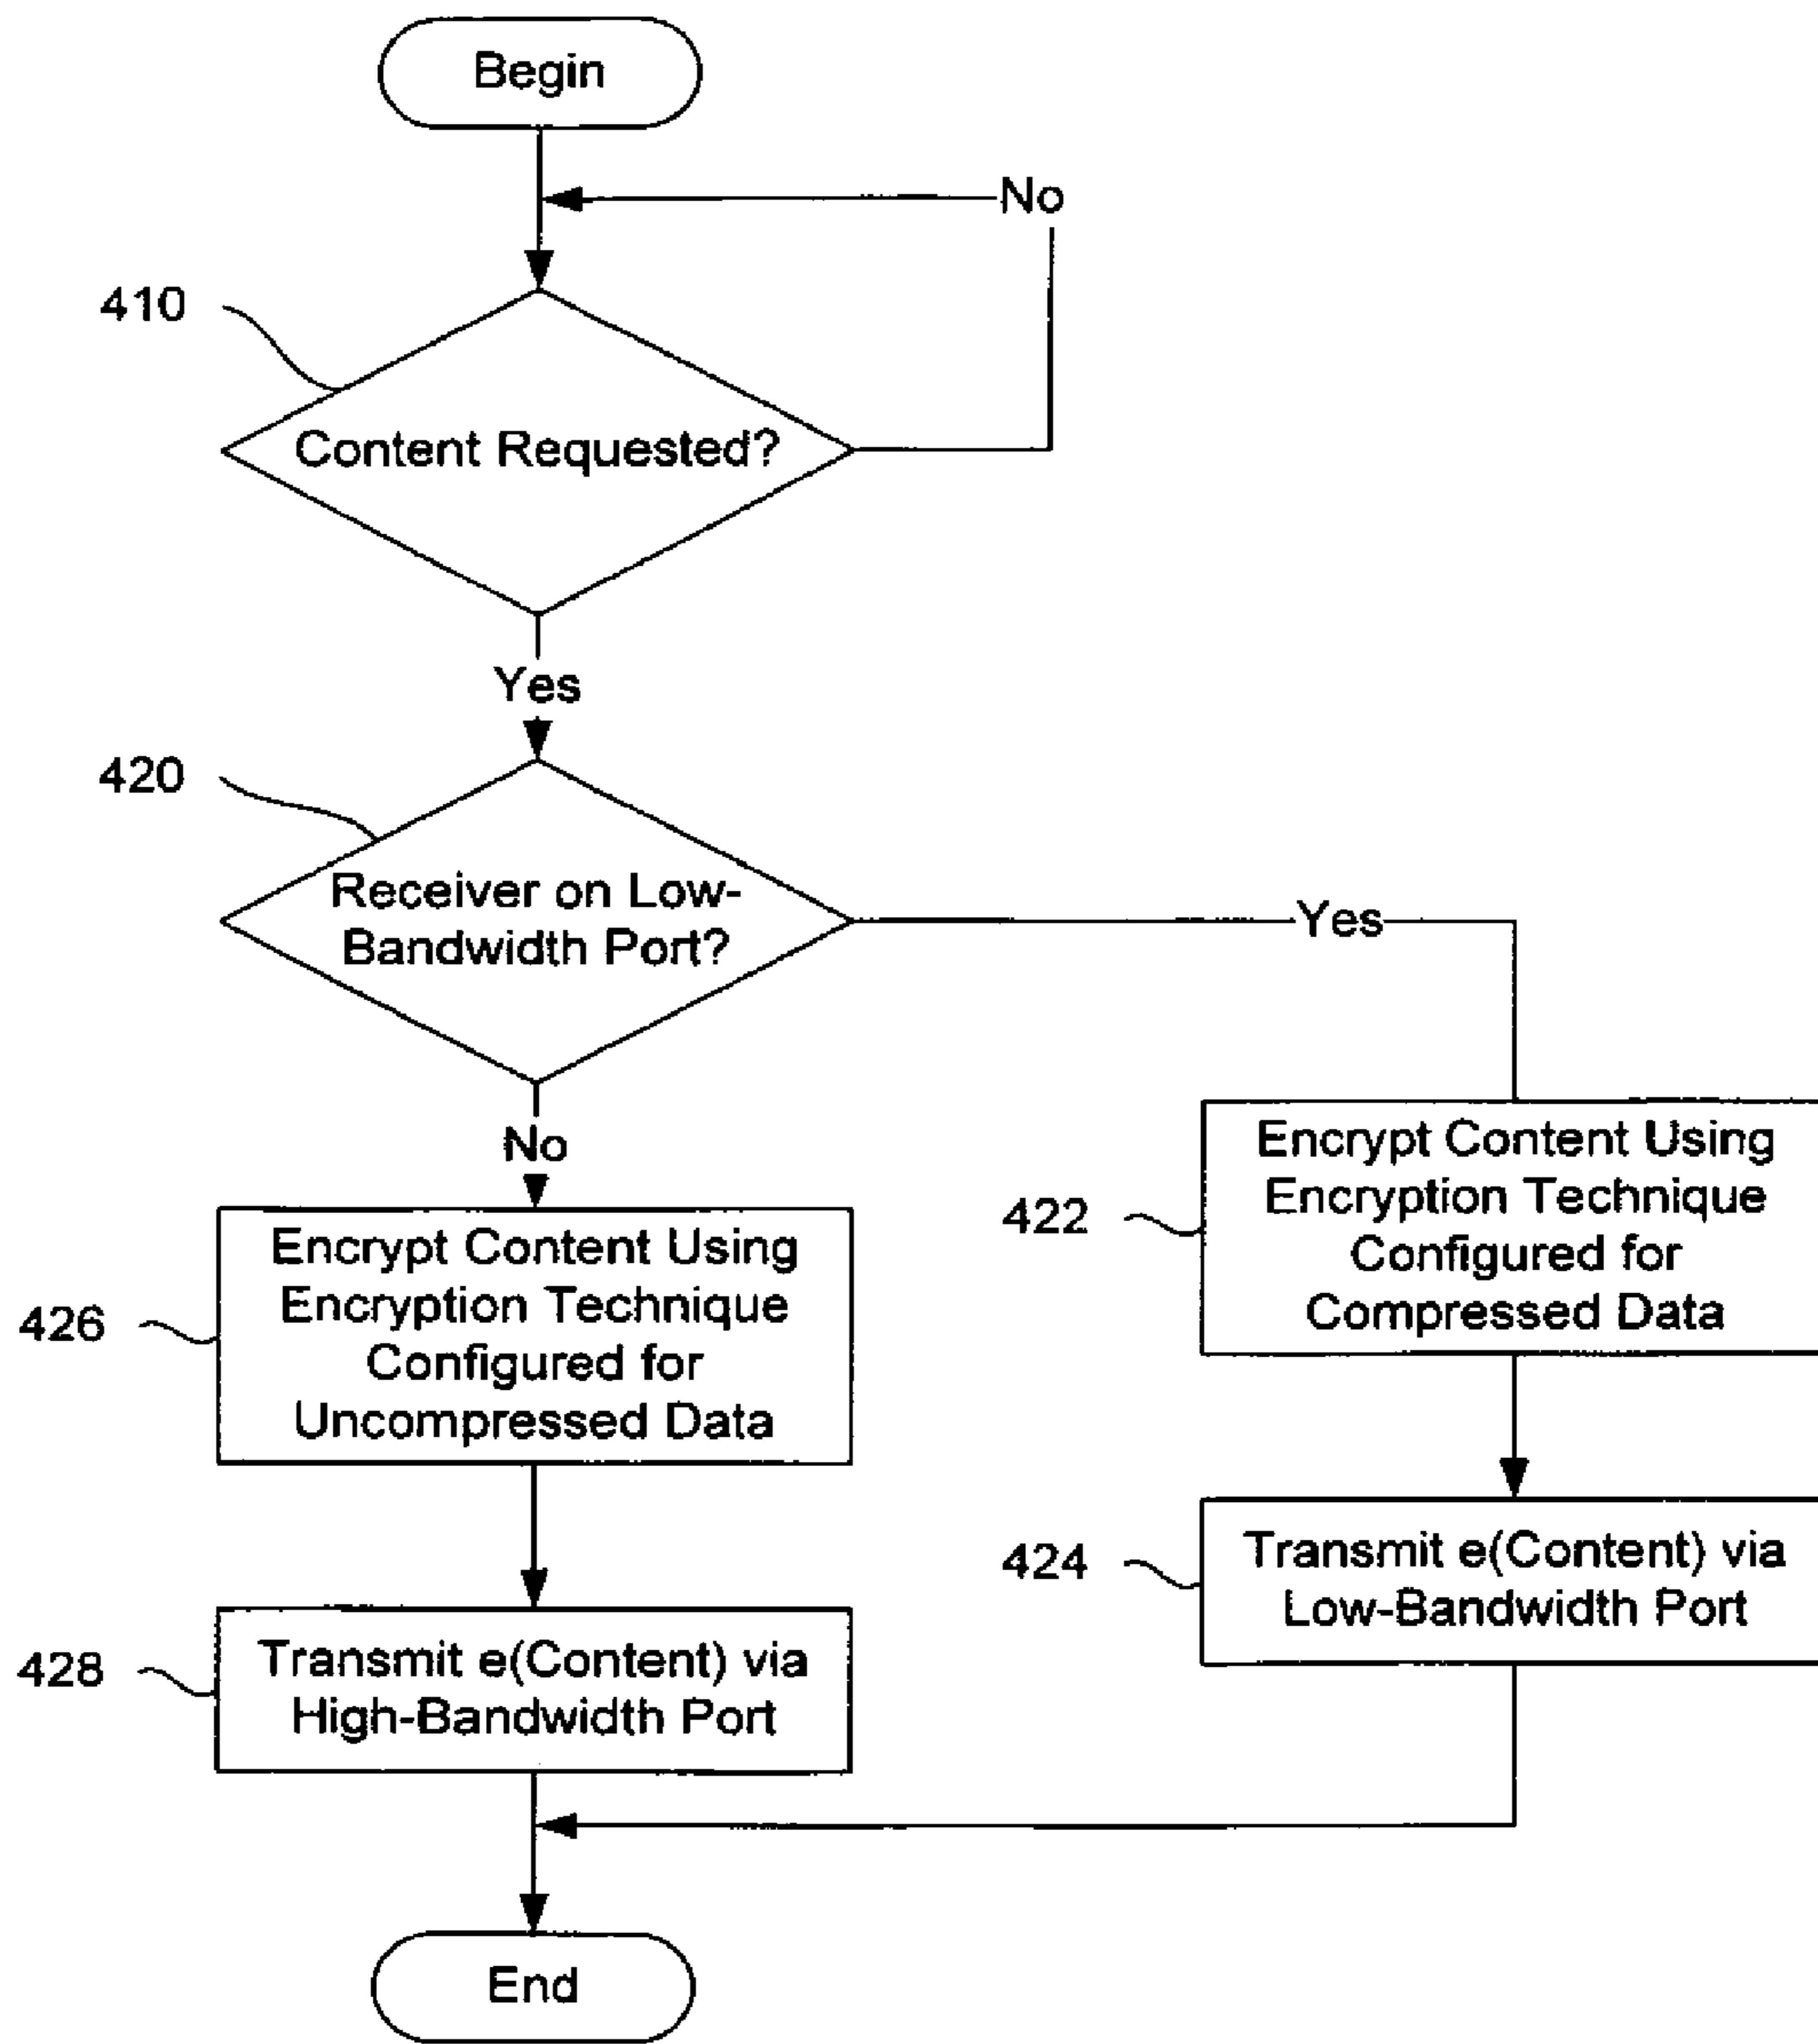 Begin
No
410
Content Requested?
Yes
420
Receiver on Low-
Bandwidth Port?
Yes
No
Encrypt Content Using
Encryption Technique
Configured for
Compressed Data
422
Encrypt Content Using
Encryption Technique
Configured for
Uncompressed Data
426
Transmit e(Content) via
Low-Bandwidth Port
424
Transmit e(Content) via
High-Bandwidth Port
428
End